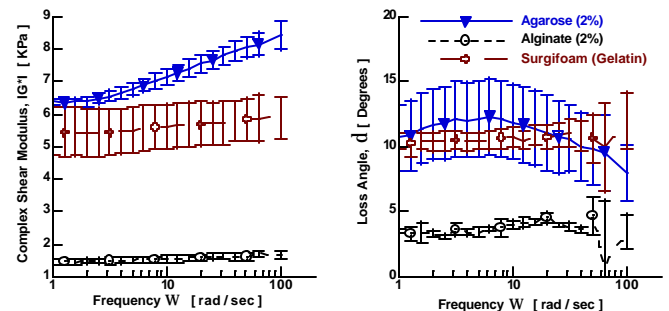 Complex Shear Modulus, |G*| [ KPa]
9
8
7
6
5
4
3
2
1
1
10
100
Frequency W [ rad / sec ]
Agarose (2%)
Alginate (2%)
Surgifoam (Gelatin)
Loss Angle, d [ Degrees ]
20
15
10
5
0
1
10
100
Frequency W [ rad / sec ]